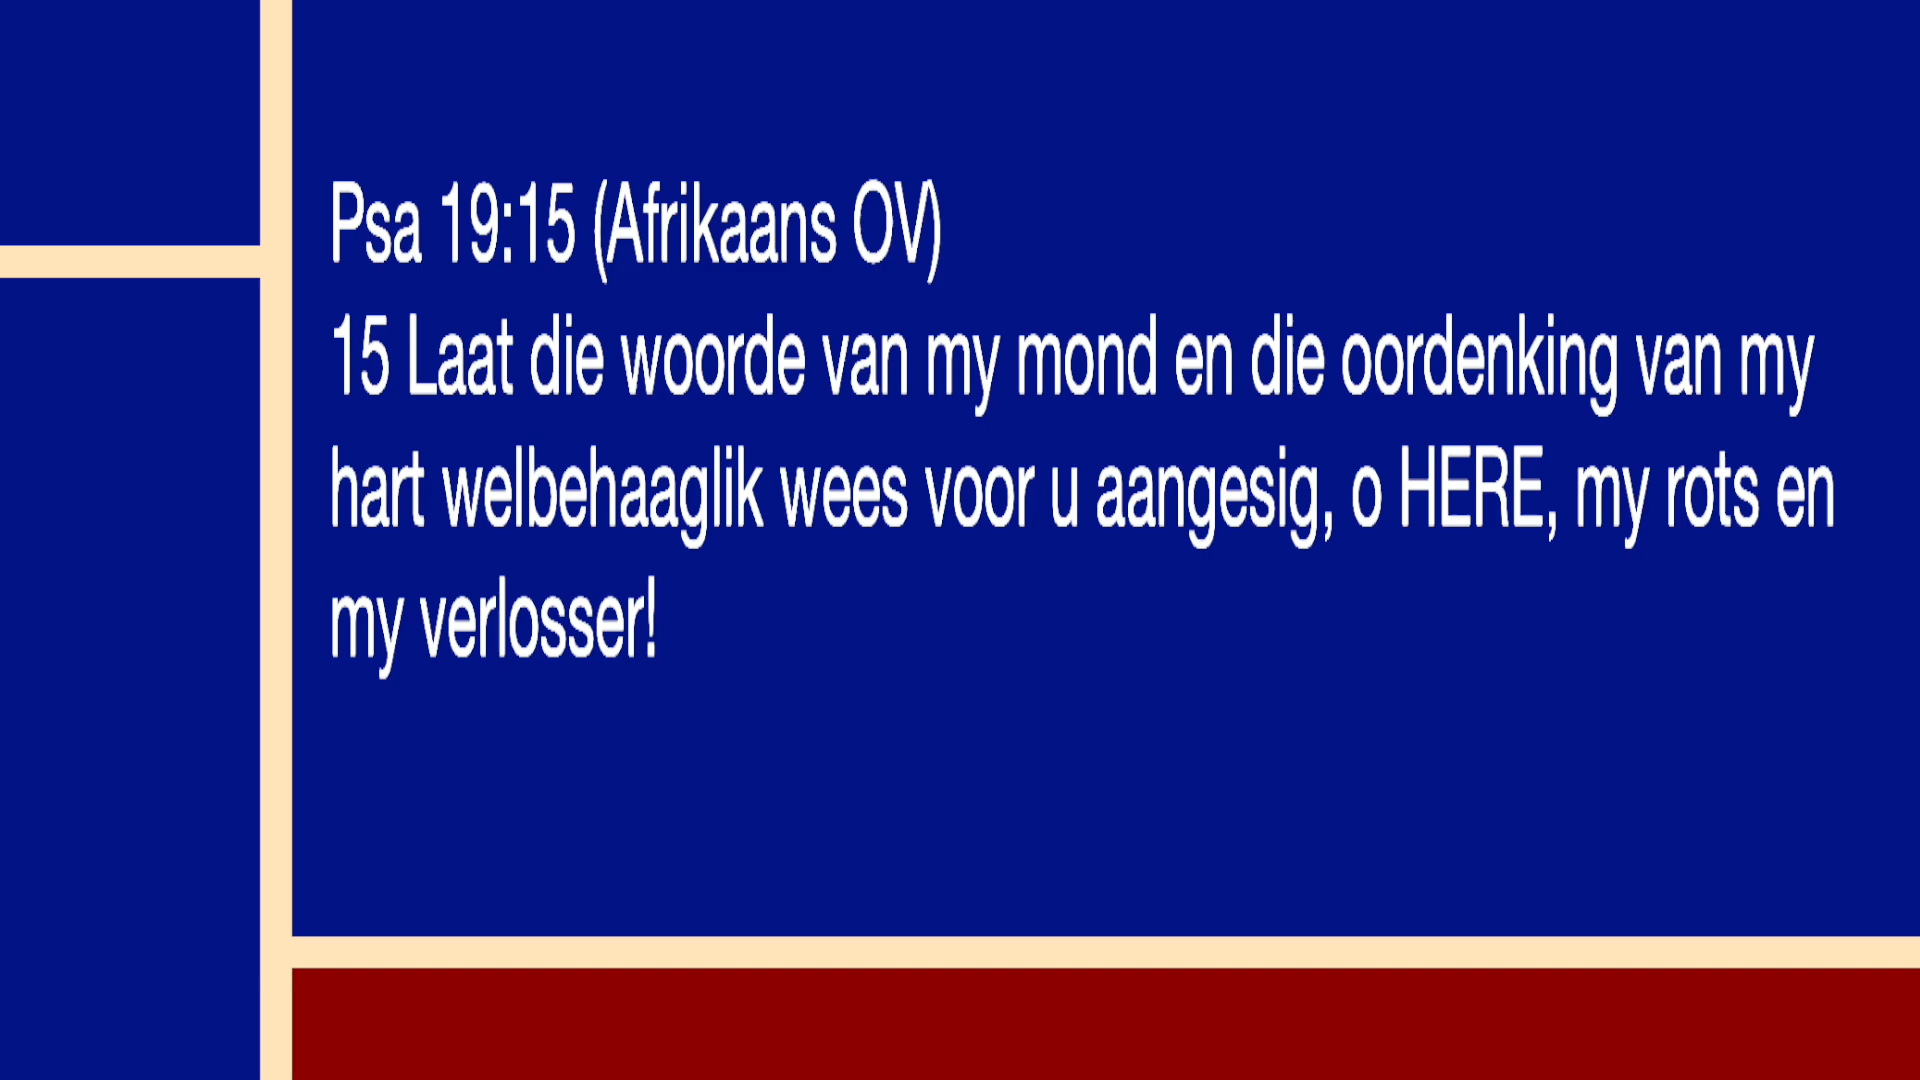 Psa 19:15 (Afrikaans OV)
15 Laat die woorde van my mond en die oordenking van my
hart welbehaaglik wees voor u aangesig, o HERE, my rots en
my verlosser!